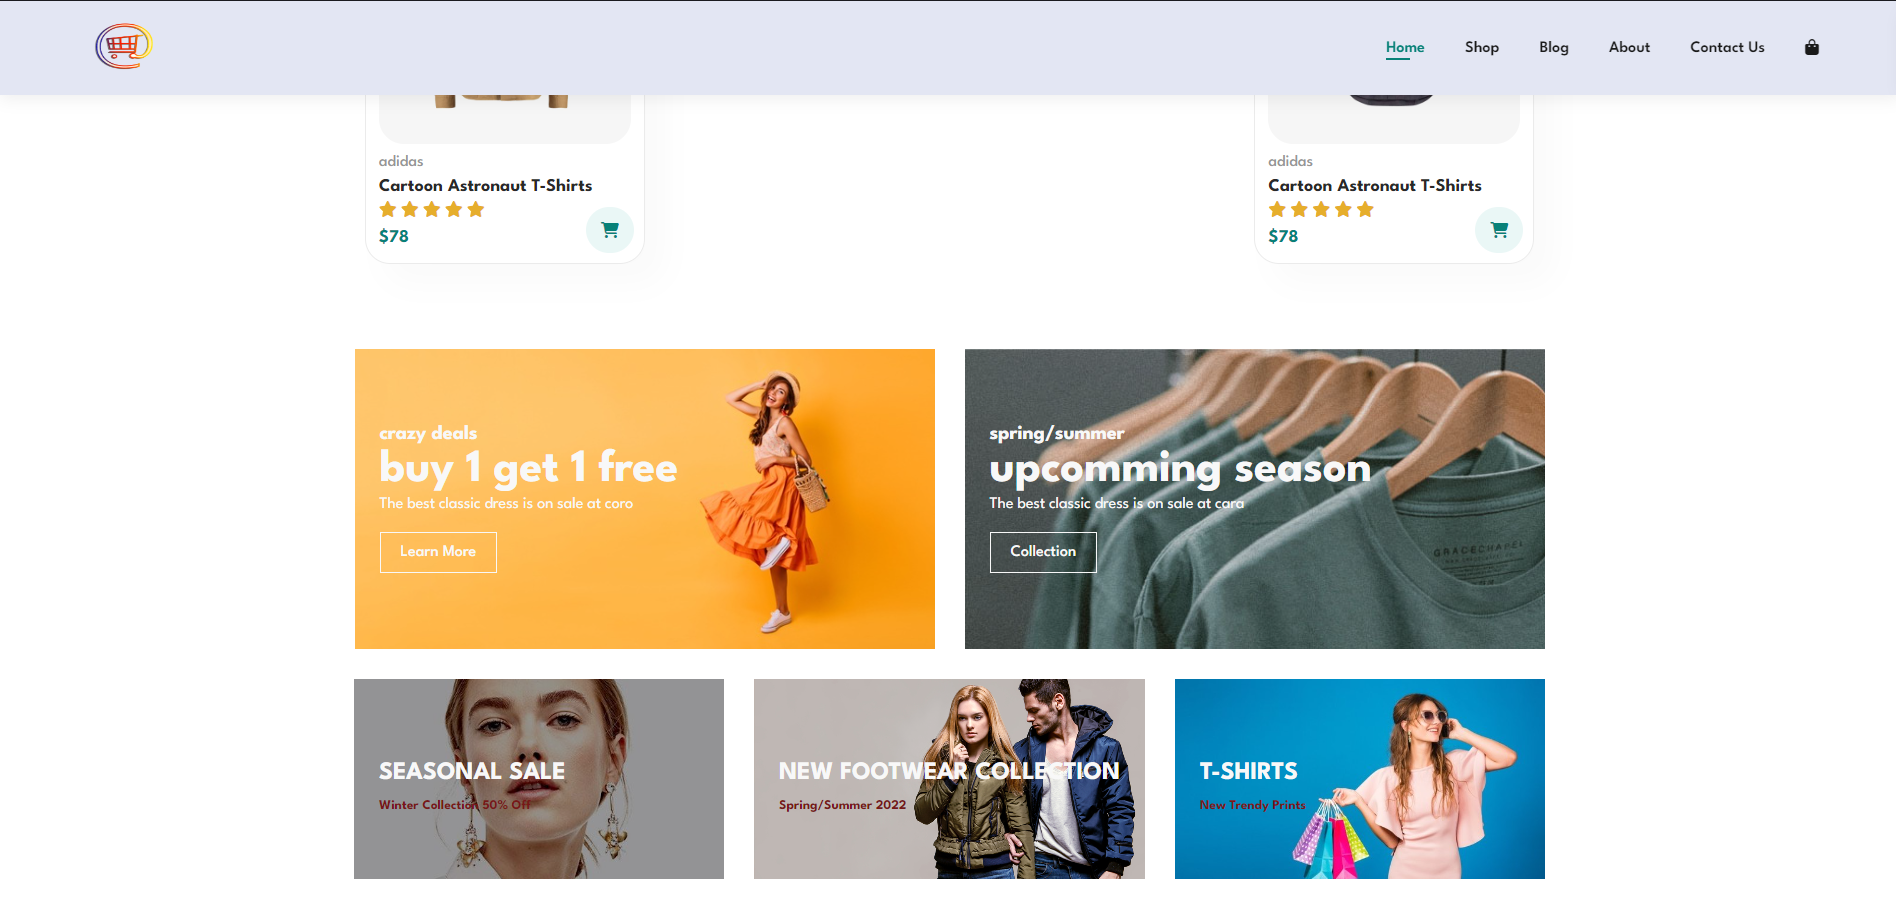 Home Shop Blog About Contact Us
adidas
Cartoon Astronaut T-Shirts
$78
adidas
Cartoon Astronaut T-Shirts
$78
crazy deals
buy 1 get 1 free
The best classic dress is on sale at coro
Learn More
spring/summer
upcomming season
The best classic dress is on sale at cara
Collection
GRACECHAPEL
SEASONAL SALE
Winter Collection 50% Off
NEW FOOTWEAR COLLECTION
Spring/Summer 2022
T-SHIRTS
New Trendy Prints